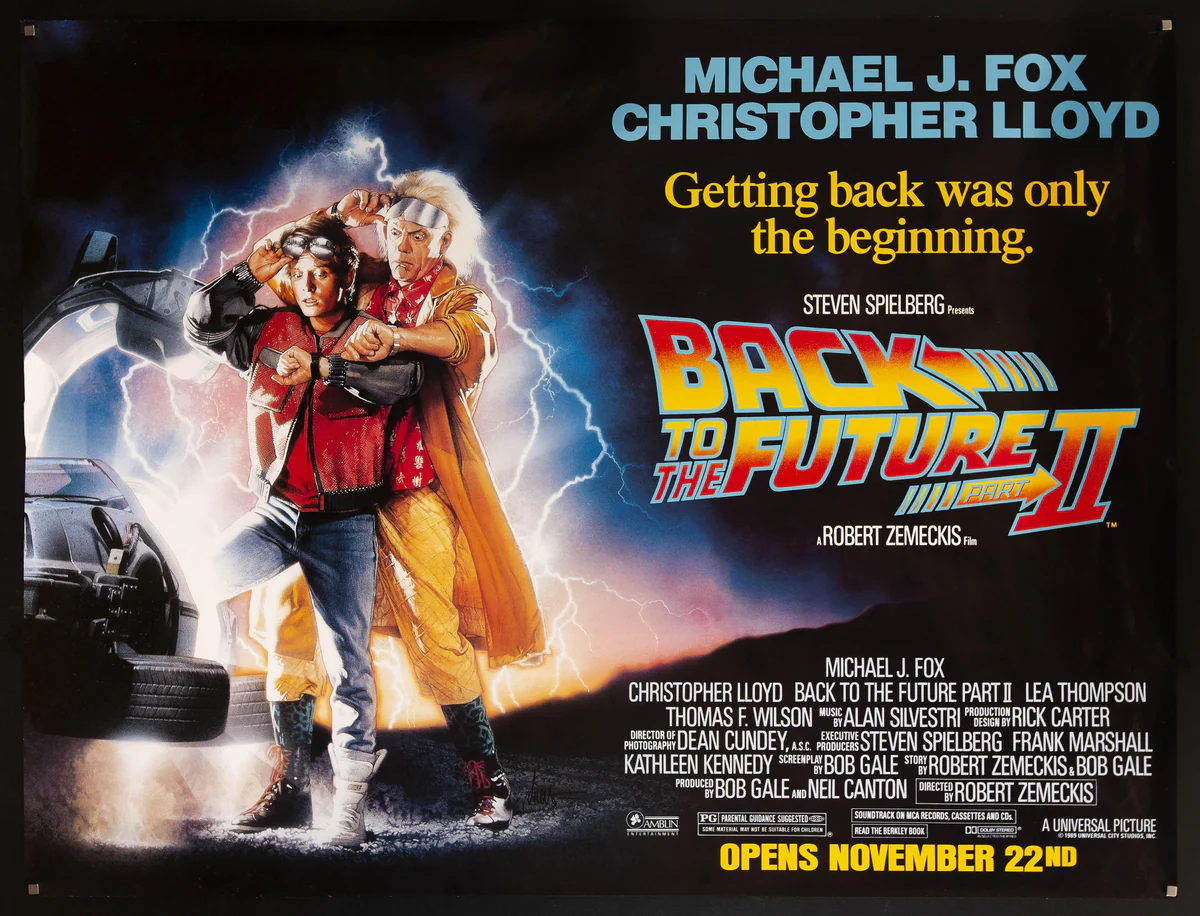 MICHAEL J. FOX
CHRISTOPHER LLOYD
Getting back was only
the beginning.
STEVEN SPIELBERG Presents
BACK
TO THE FUTURE
PART II
TM
A ROBERT ZEMECKIS Film
MICHAEL J. FOX
CHRISTOPHER LLOYD BACK TO THE FUTURE PART II LEA THOMPSON
THOMAS F. WILSON MUSIC BY ALAN SILVESTRI PRODUCTION DESIGN BY RICK CARTER
DIRECTOR OF PHOTOGRAPHY DEAN CUNDEY, A.S.C. EXECUTIVE PRODUCERS STEVEN SPIELBERG FRANK MARSHALL
KATHLEEN KENNEDY SCREENPLAY BY BOB GALE STORY BY ROBERT ZEMECKIS & BOB GALE
PRODUCED BY BOB GALE AND NEIL CANTON DIRECTED BY ROBERT ZEMECKIS
AMBLIN
ENTERTAINMENT
PG PARENTAL GUIDANCE SUGGESTED
SOME MATERIAL MAY NOT BE SUITABLE FOR CHILDREN
SOUNDTRACK ON MCA RECORDS, CASSETTES AND CDs.
READ THE BERKLEY BOOK
DOLBY STEREO
A UNIVERSAL PICTURE
© 1989 UNIVERSAL CITY STUDIOS, INC.
OPENS NOVEMBER 22ND